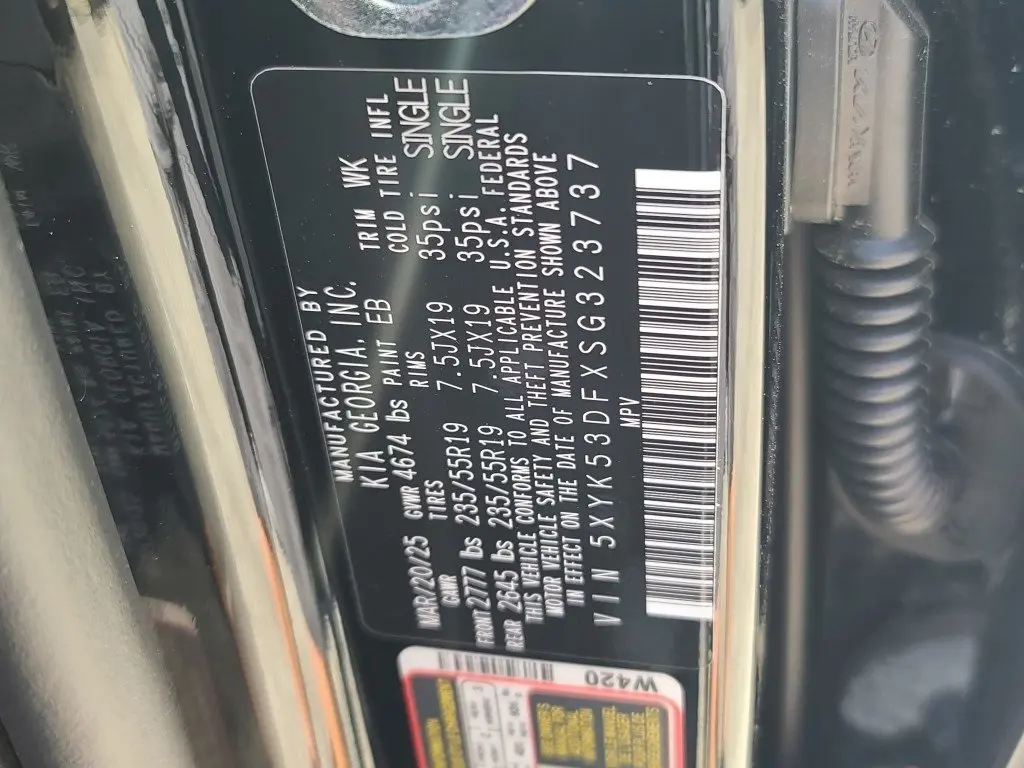 MANUFACTURED BY
KIA GEORGIA, INC.
MAR/20/25 GVWR 4674 lbs PAINT EB TRIM WK
GAWR TIRES RIMS COLD TIRE INFL
FRONT 2777 lbs 235/55R19 7.5JX19 35psi SINGLE
REAR 2645 lbs 235/55R19 7.5JX19 35psi SINGLE
THIS VEHICLE CONFORMS TO ALL APPLICABLE U.S.A. FEDERAL
MOTOR VEHICLE SAFETY AND THEFT PREVENTION STANDARDS
IN EFFECT ON THE DATE OF MANUFACTURE SHOWN ABOVE
VIN 5XYK53DFXSG323737
MPV
W420